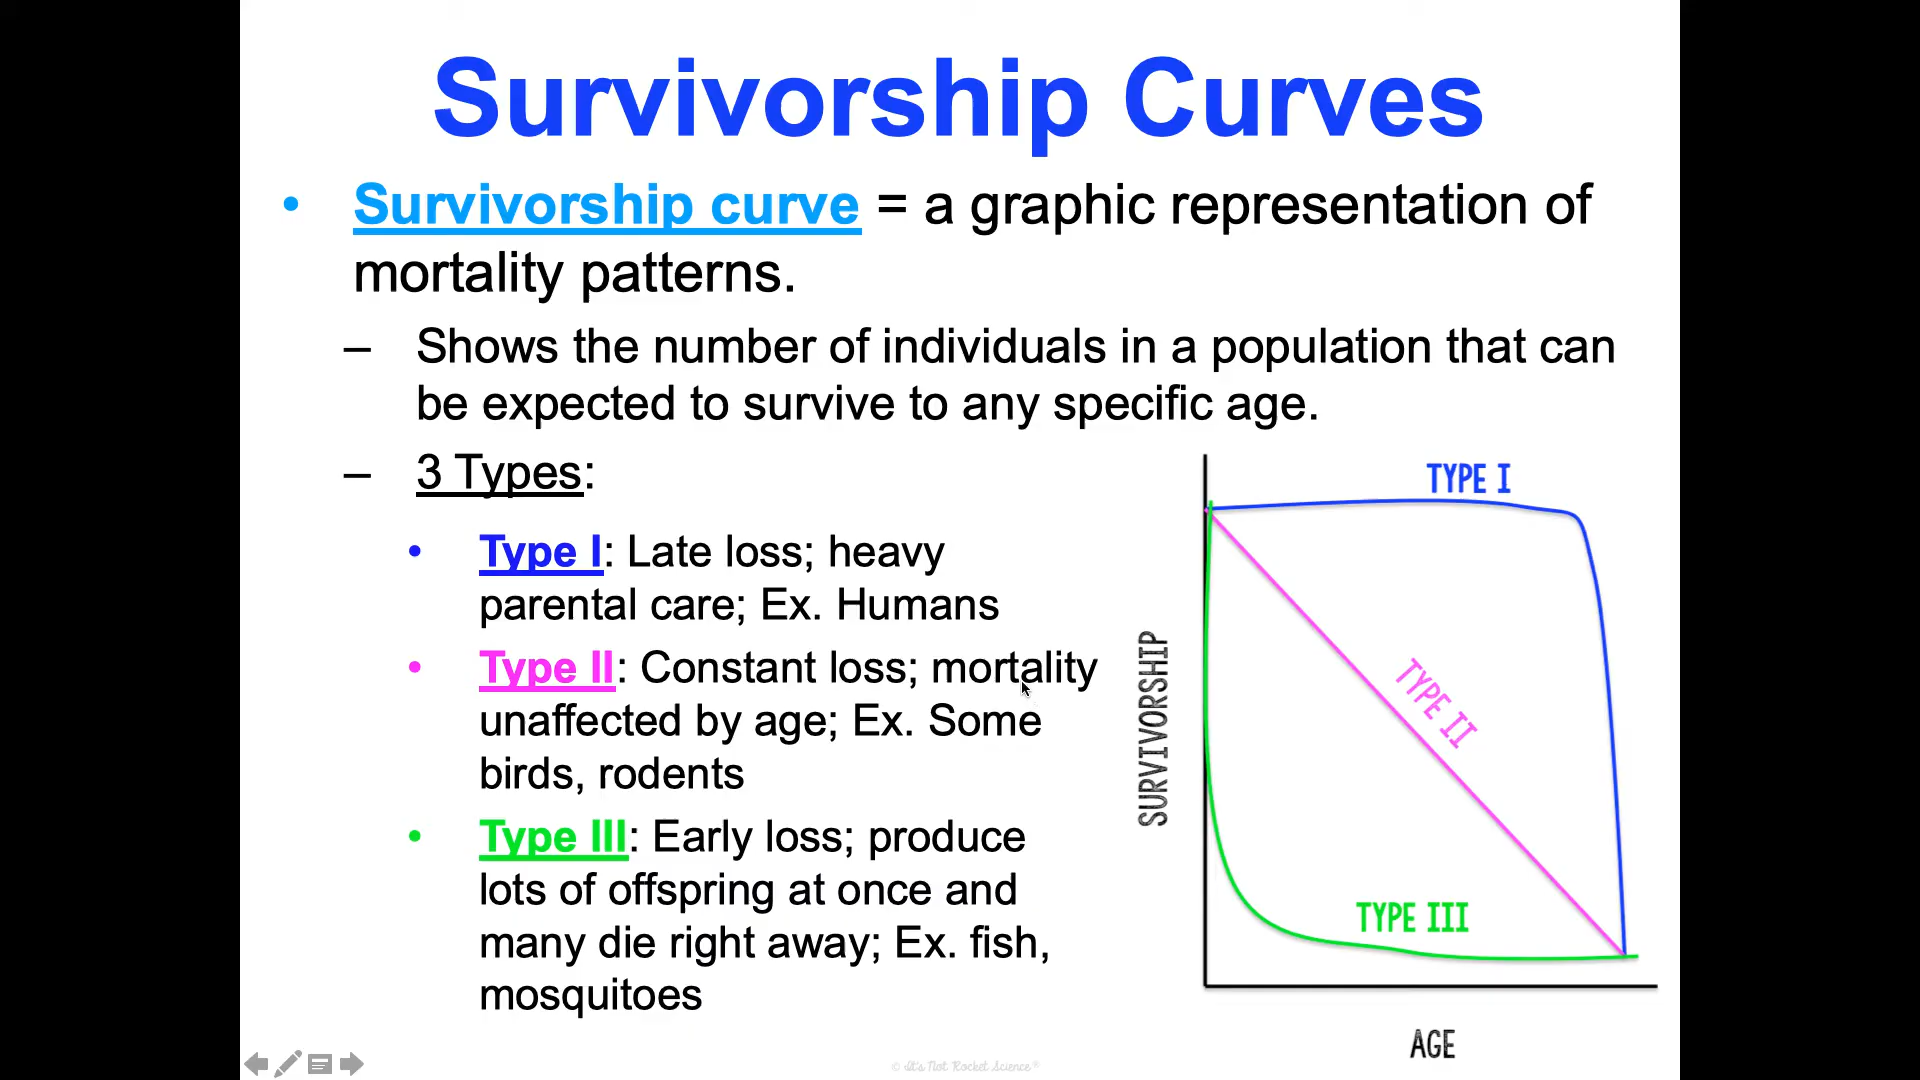 Survivorship Curves
• Survivorship curve = a graphic representation of
mortality patterns.
– Shows the number of individuals in a population that can
be expected to survive to any specific age.
– 3 Types:
• Type I: Late loss; heavy
parental care; Ex. Humans
• Type II: Constant loss; mortality
unaffected by age; Ex. Some
birds, rodents
• Type III: Early loss; produce
lots of offspring at once and
many die right away; Ex. fish,
mosquitoes
TYPE I
TYPE II
TYPE III
SURVIVORSHIP
AGE
© It's Not Rocket Science®